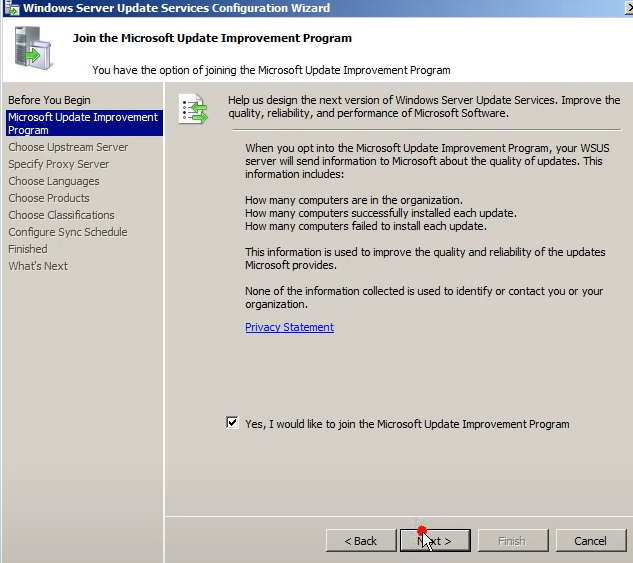 Windows Server Update Services Configuration Wizard
Join the Microsoft Update Improvement Program
You have the option of joining the Microsoft Update Improvement Program
Before You Begin
Microsoft Update Improvement
Program
Choose Upstream Server
Specify Proxy Server
Choose Languages
Choose Products
Choose Classifications
Configure Sync Schedule
Finished
What's Next
Help us design the next version of Windows Server Update Services. Improve the
quality, reliability, and performance of Microsoft Software.
When you opt into the Microsoft Update Improvement Program, your WSUS
server will send information to Microsoft about the quality of updates. This
information includes:
How many computers are in the organization.
How many computers successfully installed each update.
How many computers failed to install each update.
This information is used to improve the quality and reliability of the updates
Microsoft provides.
None of the information collected is used to identify or contact you or your
organization.
Privacy Statement
Yes, I would like to join the Microsoft Update Improvement Program
< Back
Next >
Finish
Cancel